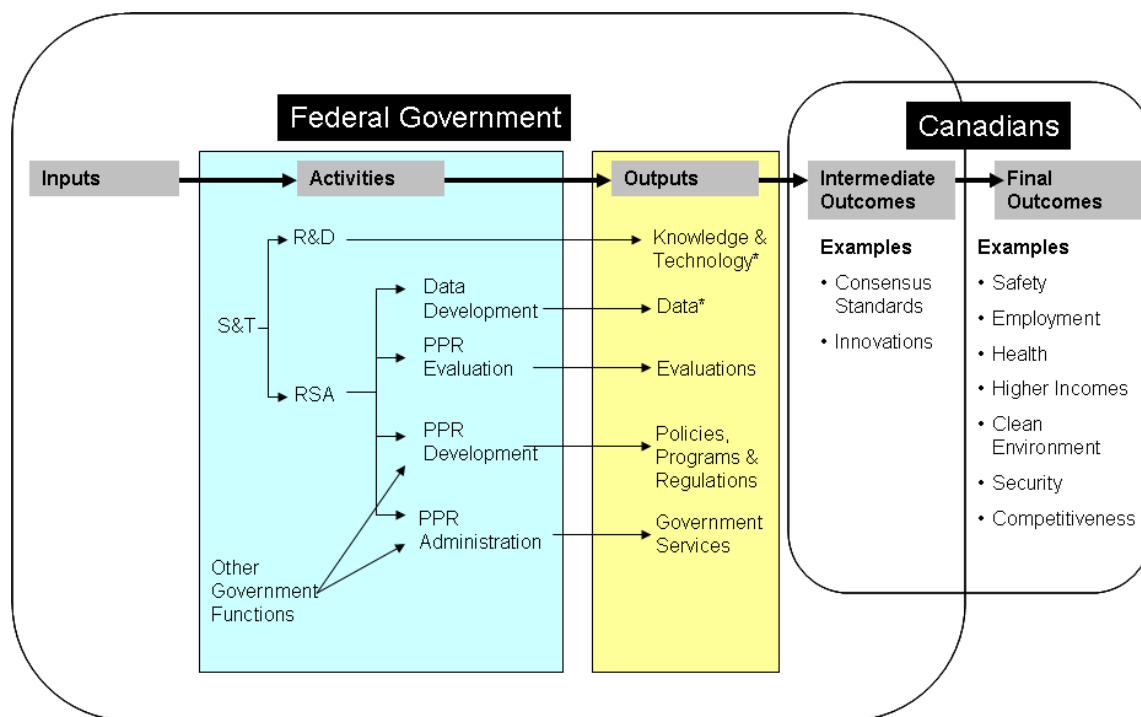 Federal Government
Canadians
Inputs
Activities
Outputs
Intermediate
Outcomes
Final
Outcomes
R&D
S&T
RSA
Data
Development
PPR
Evaluation
PPR
Development
PPR
Administration
Other
Government
Functions
Knowledge &
Technology*
Data*
Evaluations
Policies,
Programs &
Regulations
Government
Services
Examples
• Consensus
Standards
• Innovations
Examples
• Safety
• Employment
• Health
• Higher Incomes
• Clean
Environment
• Security
• Competitiveness